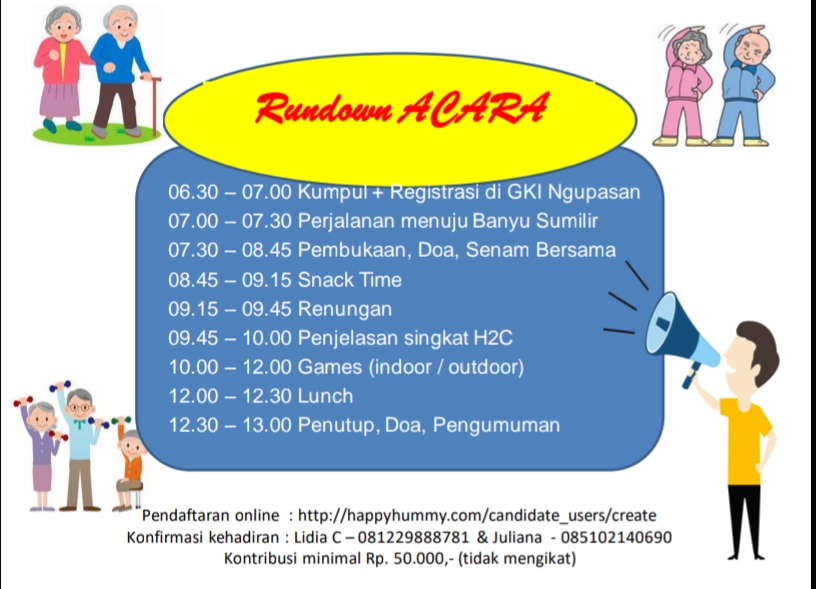 Rundown ACARA
06.30 – 07.00 Kumpul + Registrasi di GKI Ngupasan
07.00 – 07.30 Perjalanan menuju Banyu Sumilir
07.30 – 08.45 Pembukaan, Doa, Senam Bersama
08.45 – 09.15 Snack Time
09.15 – 09.45 Renungan
09.45 – 10.00 Penjelasan singkat H2C
10.00 – 12.00 Games (indoor / outdoor)
12.00 – 12.30 Lunch
12.30 – 13.00 Penutup, Doa, Pengumuman
Pendaftaran online : http://happyhummy.com/candidate_users/create
Konfirmasi kehadiran : Lidia C – 081229888781 & Juliana - 085102140690
Kontribusi minimal Rp. 50.000,- (tidak mengikat)